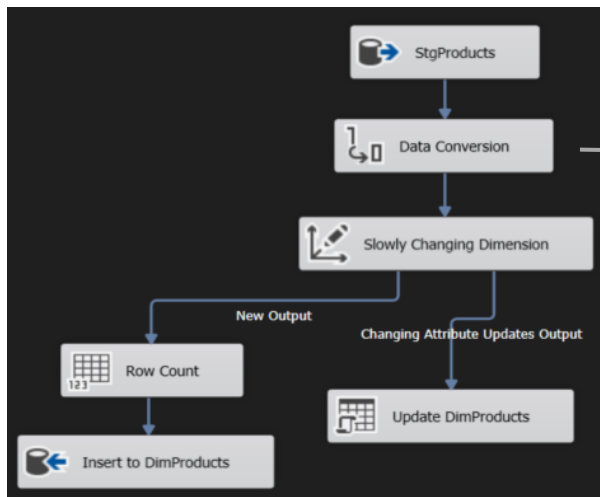 StgProducts
Data Conversion
Slowly Changing Dimension
New Output
Changing Attribute Updates Output
123
Row Count
Update DimProducts
Insert to DimProducts